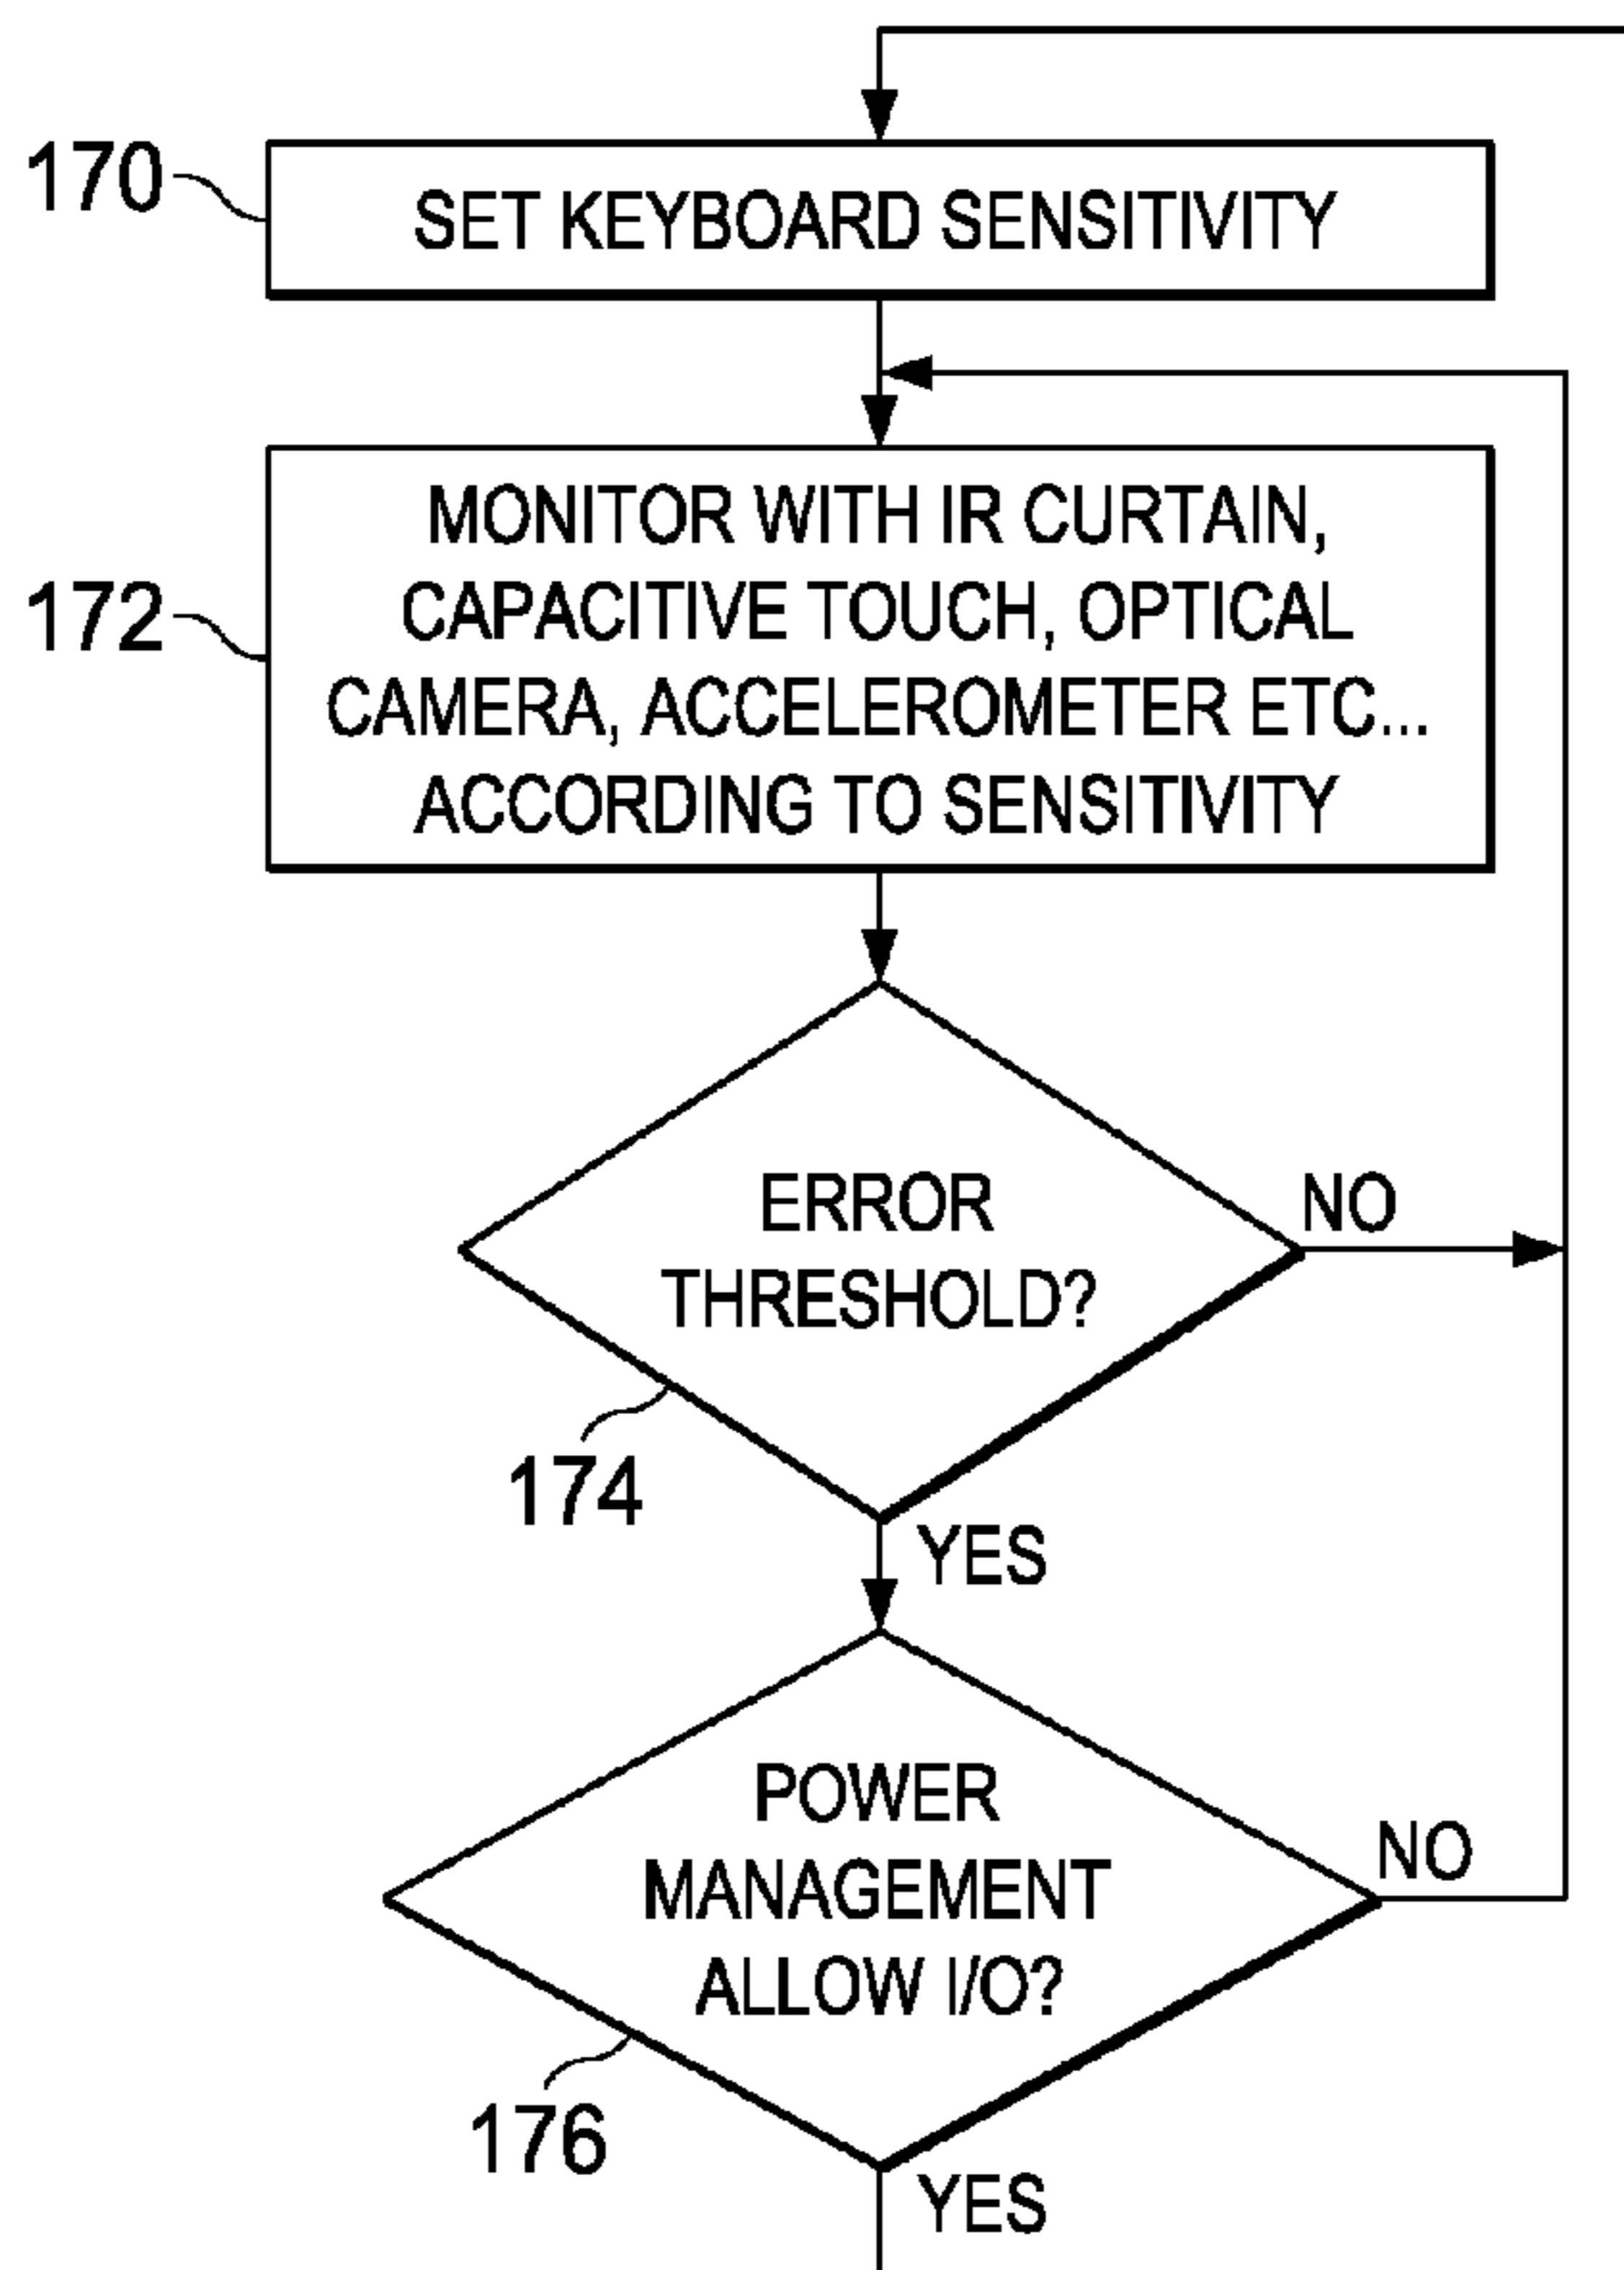 170
SET KEYBOARD SENSITIVITY
172
MONITOR WITH IR CURTAIN,
CAPACITIVE TOUCH, OPTICAL
CAMERA, ACCELEROMETER ETC...
ACCORDING TO SENSITIVITY
ERROR
THRESHOLD?
NO
174
YES
POWER
MANAGEMENT
ALLOW I/O?
NO
176
YES